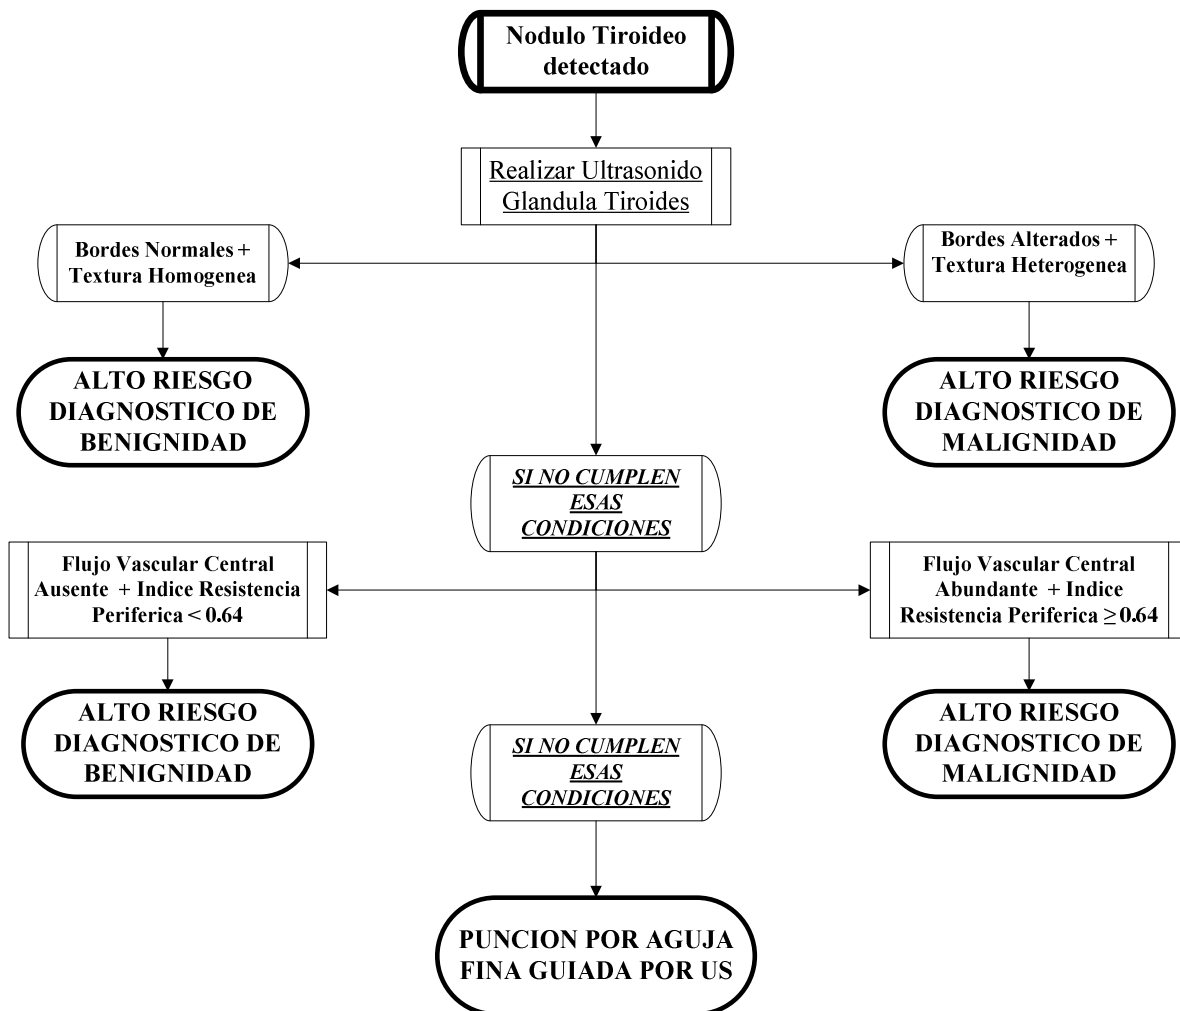 Nodulo Tiroideo
detectado
Realizar Ultrasonido
Glandula Tiroides
Bordes Normales +
Textura Homogenea
Bordes Alterados +
Textura Heterogenea
ALTO RIESGO
DIAGNOSTICO DE
BENIGNIDAD
ALTO RIESGO
DIAGNOSTICO DE
MALIGNIDAD
SI NO CUMPLEN
ESAS
CONDICIONES
Flujo Vascular Central
Ausente + Indice Resistencia
Periferica < 0.64
Flujo Vascular Central
Abundante + Indice
Resistencia Periferica ≥ 0.64
ALTO RIESGO
DIAGNOSTICO DE
BENIGNIDAD
ALTO RIESGO
DIAGNOSTICO DE
MALIGNIDAD
SI NO CUMPLEN
ESAS
CONDICIONES
PUNCION POR AGUJA
FINA GUIADA POR US